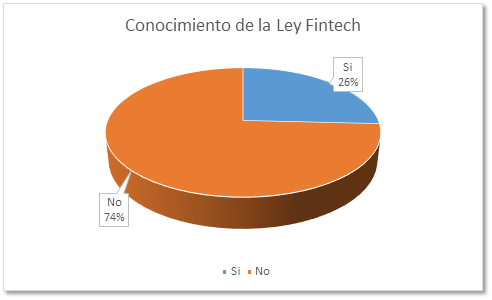 Conocimiento de la Ley Fintech
Si
26%
No
74%
Si No